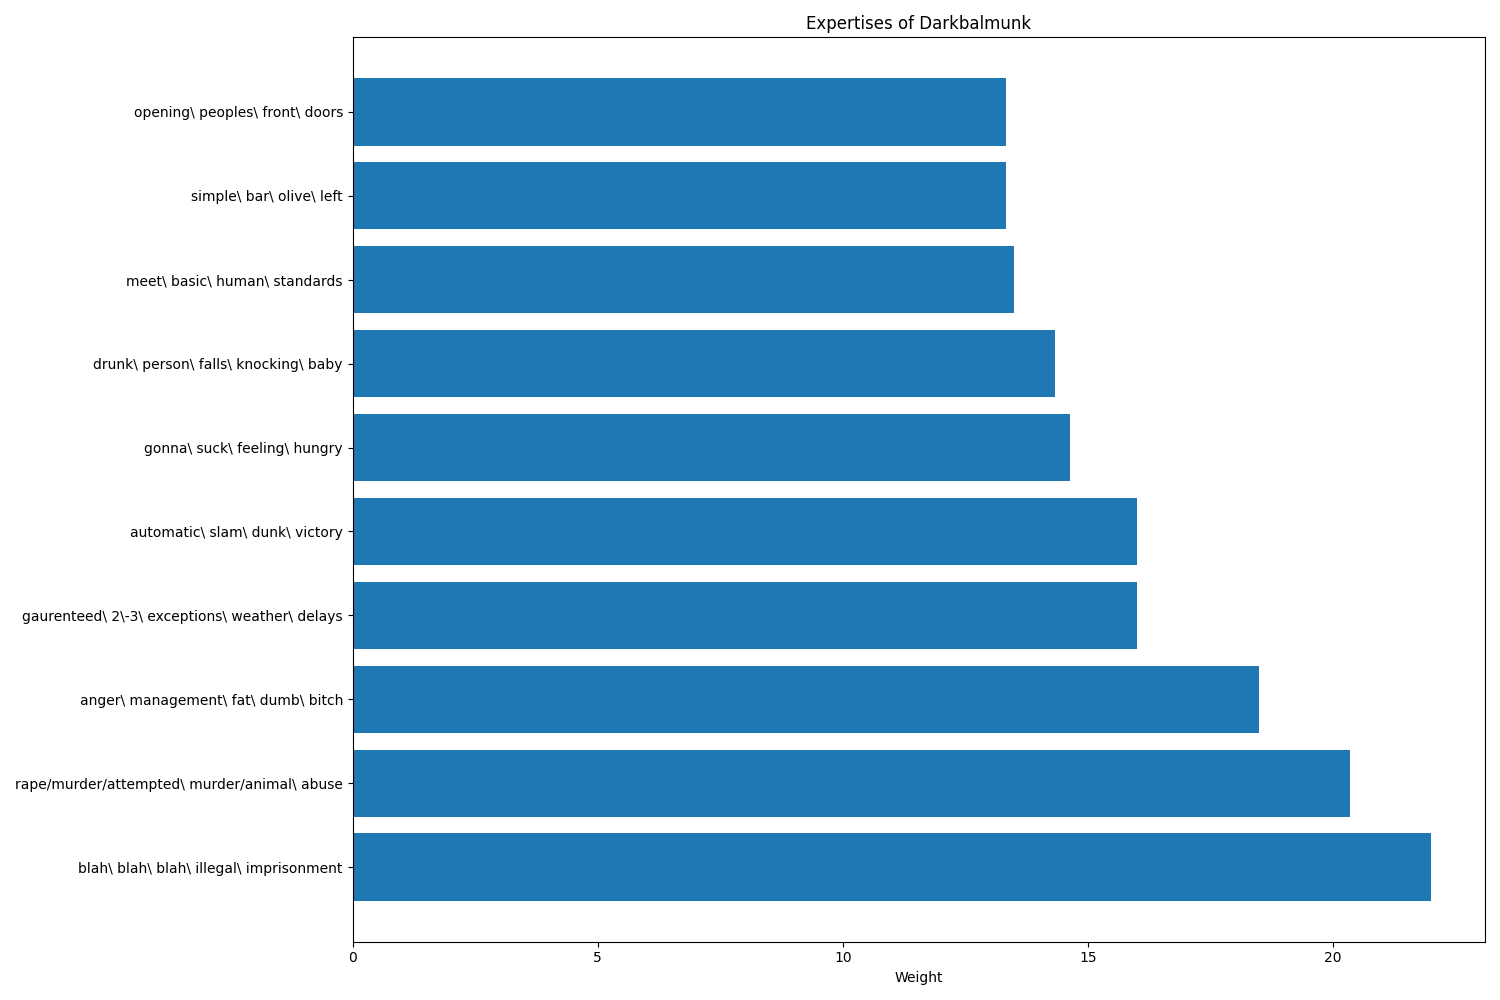 Expertises of Darkbalmunk
opening\ peoples\ front\ doors
simple\ bar\ olive\ left
meet\ basic\ human\ standards
drunk\ person\ falls\ knocking\ baby
gonna\ suck\ feeling\ hungry
automatic\ slam\ dunk\ victory
gaurenteed\ 2\-3\ exceptions\ weather\ delays
anger\ management\ fat\ dumb\ bitch
rape/murder/attempted\ murder/animal\ abuse
blah\ blah\ blah\ illegal\ imprisonment
0 5 10 15 20
Weight